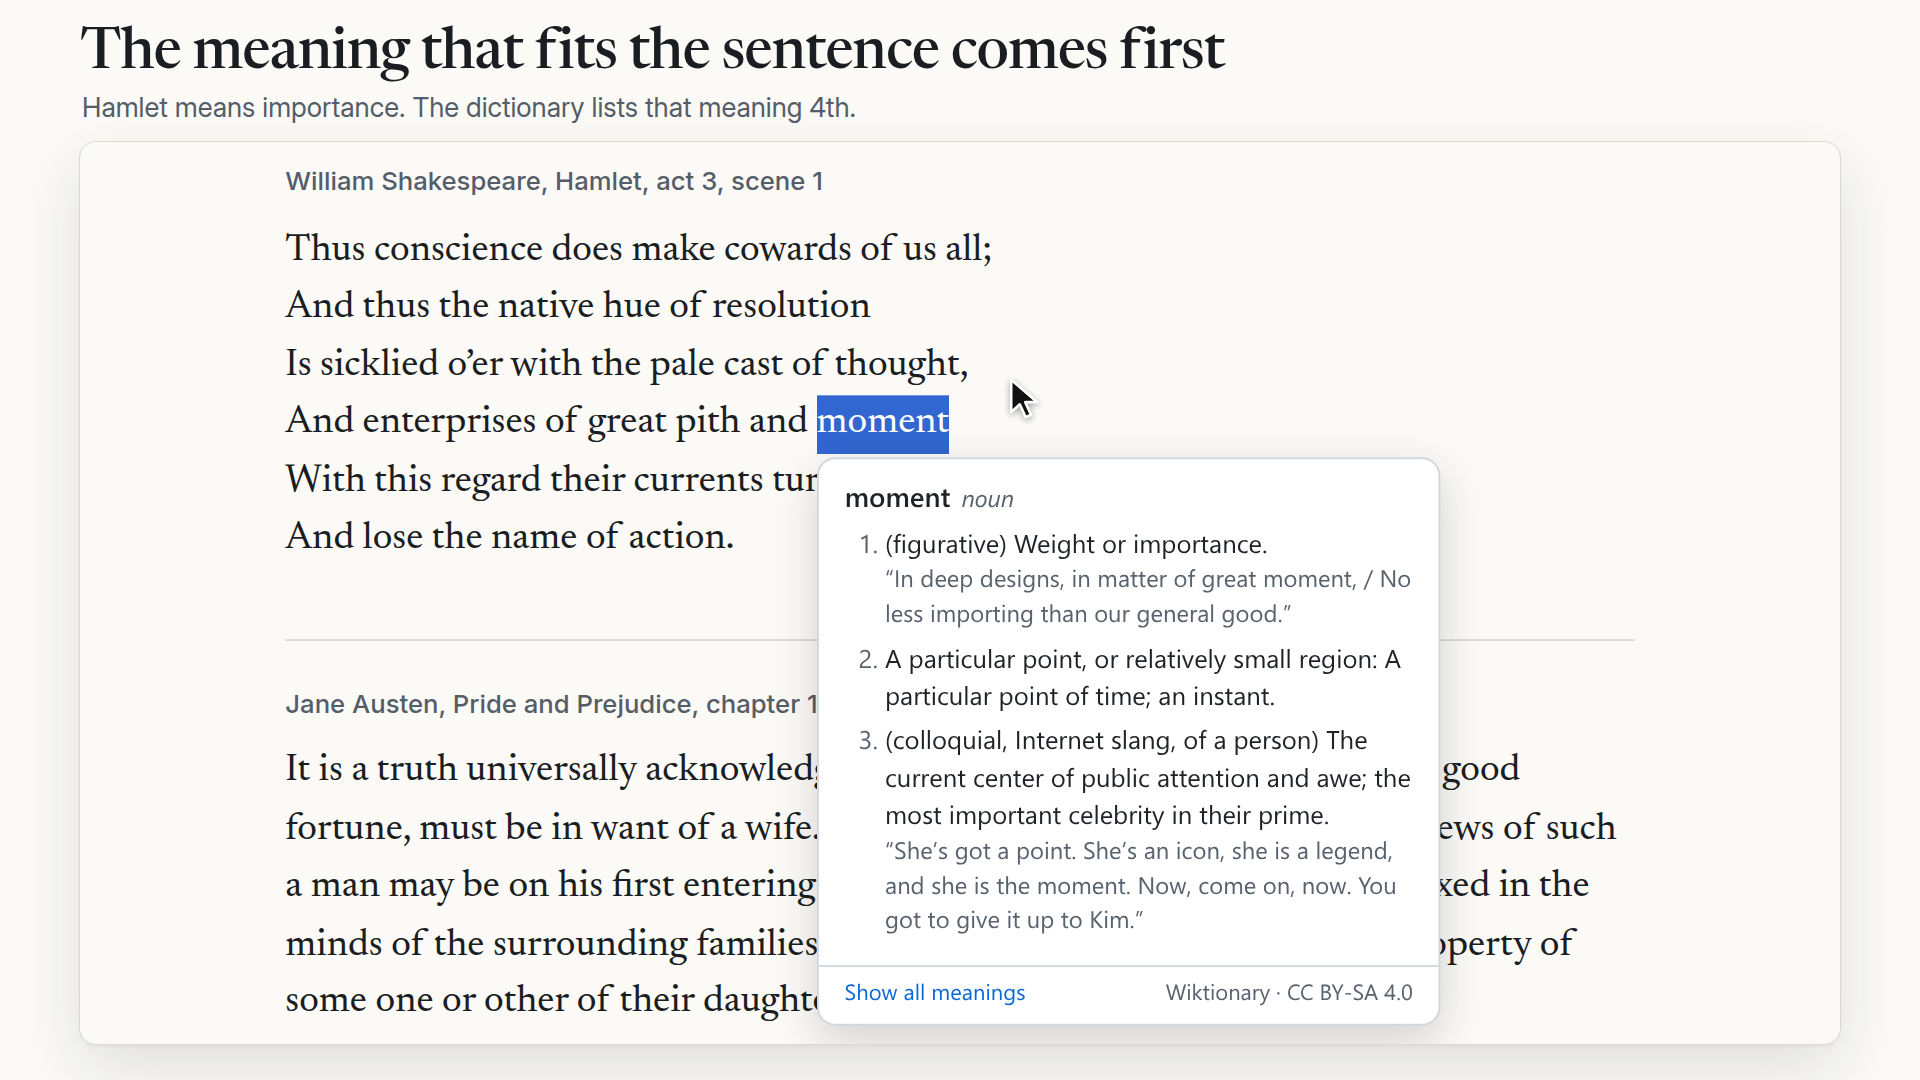 The meaning that fits the sentence comes first
Hamlet means importance. The dictionary lists that meaning 4th.
William Shakespeare, Hamlet, act 3, scene 1
Thus conscience does make cowards of us all;
And thus the native hue of resolution
Is sicklied o’er with the pale cast of thought,
And enterprises of great pith and moment
With this regard their currents
And lose the name of action.
moment noun
1. (figurative) Weight or importance.
“In deep designs, in matter of great moment, / No
less importing than our general good.”
2. A particular point, or relatively small region: A
particular point of time; an instant.
3. (colloquial, Internet slang, of a person) The
current center of public attention and awe; the
most important celebrity in their prime.
“She’s got a point. She’s an icon, she is a legend,
and she is the moment. Now, come on, now. You
got to give it up to Kim.”
Show all meanings
Wiktionary · CC BY-SA 4.0
Jane Austen, Pride and Prejudice, chapter 1
It is a truth universally good
fortune, must be in want of a wife. of such
a man may be on his first entering in the
minds of the surrounding families of
some one or other of their